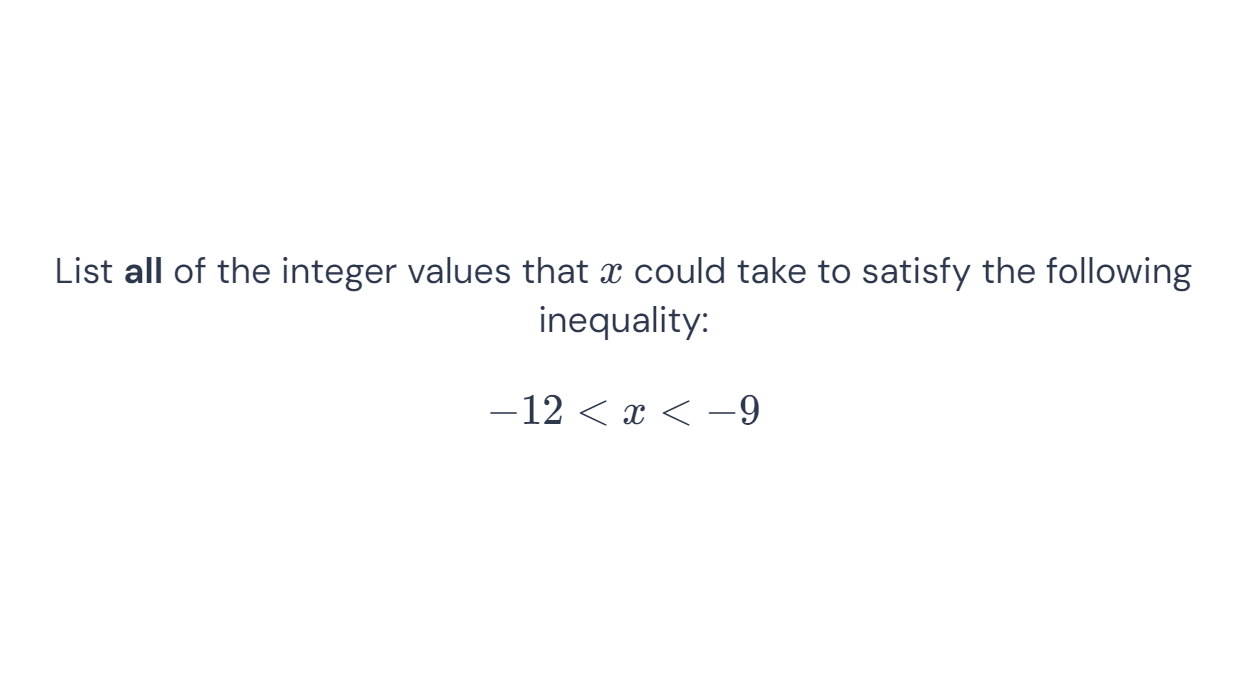 List all of the integer values that x could take to satisfy the following
inequality:
−12 < x < −9